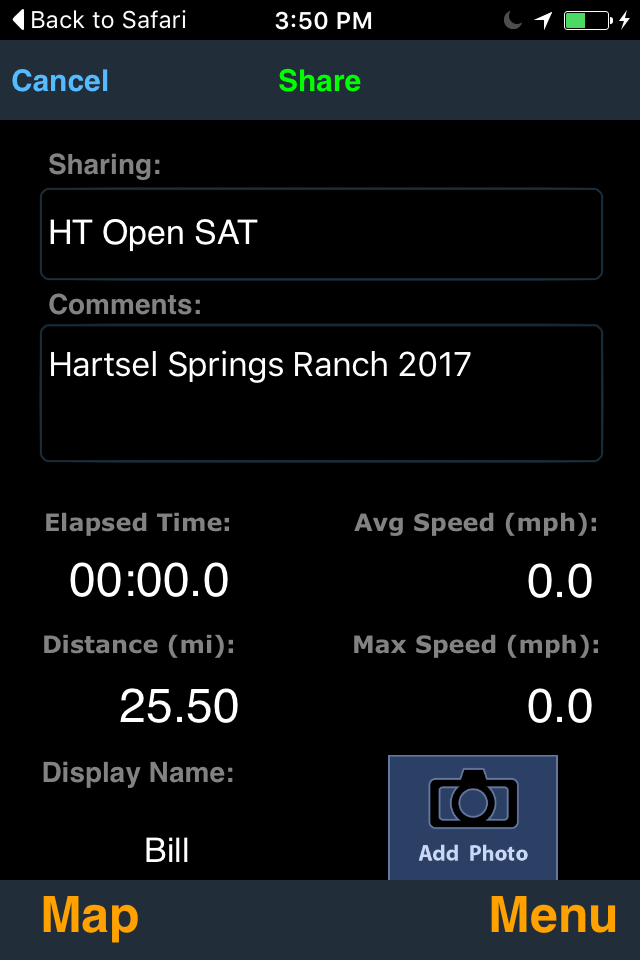 Back to Safari 3:50 PM
Cancel Share
Sharing:
HT Open SAT
Comments:
Hartsel Springs Ranch 2017
Elapsed Time: Avg Speed (mph):
00:00.0 0.0
Distance (mi): Max Speed (mph):
25.50 0.0
Display Name:
Bill Add Photo
Map Menu